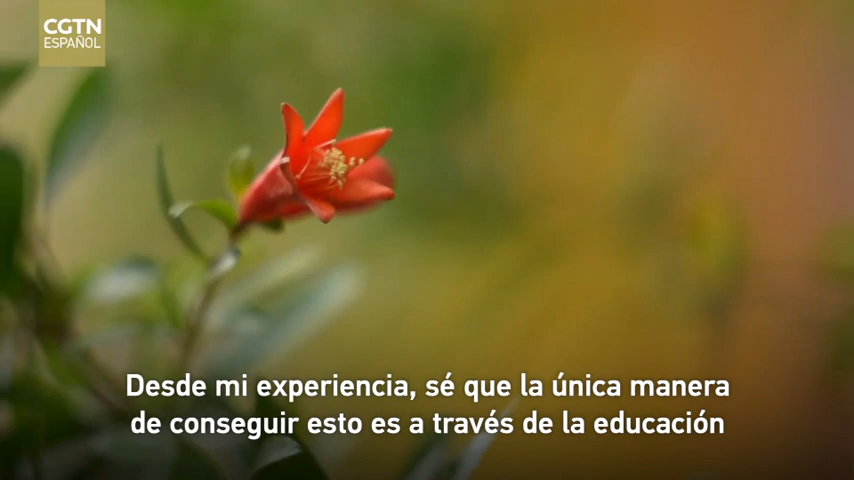 CGTN
ESPAÑOL
Desde mi experiencia, sé que la única manera
de conseguir esto es a través de la educación